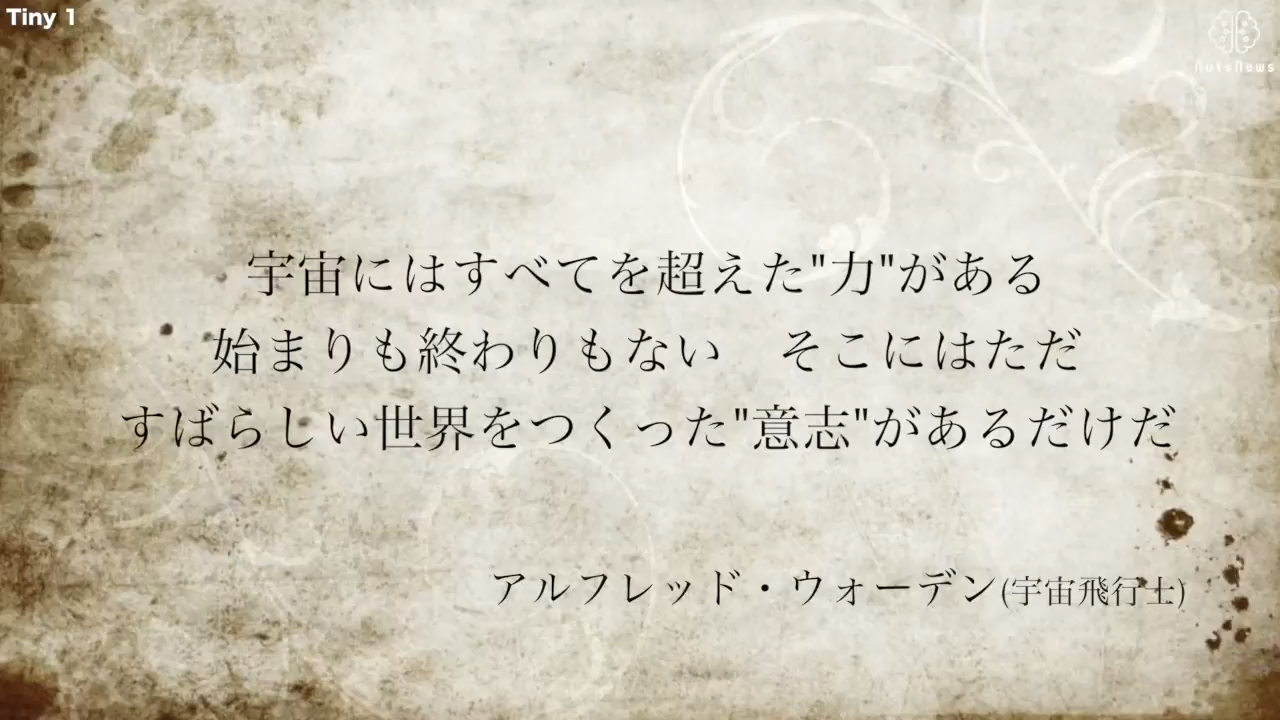 Tiny 1
NutsNews
宇宙にはすべてを超えた"力"がある
始まりも終わりもない　そこにはただ
すばらしい世界をつくった"意志"があるだけだ
アルフレッド・ウォーデン(宇宙飛行士)